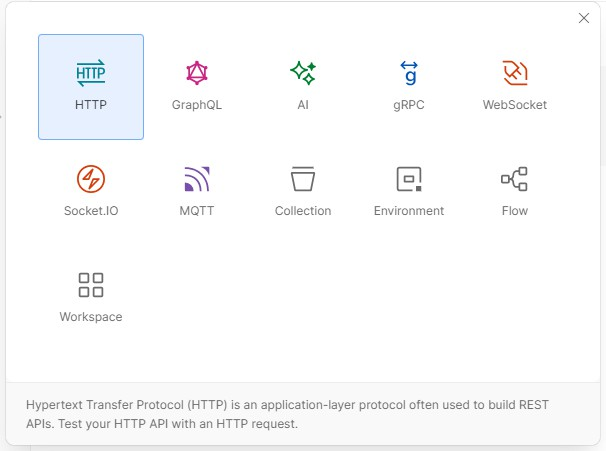 HTTP
HTTP
GraphQL
AI
g
gRPC
WebSocket
Socket.IO
MQTT
Collection
Environment
Flow
Workspace
Hypertext Transfer Protocol (HTTP) is an application-layer protocol often used to build REST
APIs. Test your HTTP API with an HTTP request.